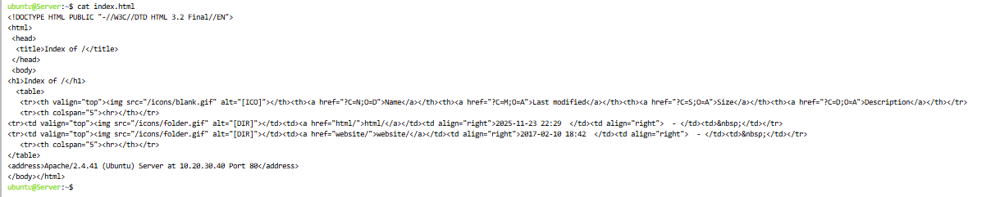 ubuntu@Server:~$ cat index.html
<!DOCTYPE HTML PUBLIC "-//W3C//DTD HTML 3.2 Final//EN">
<html>
 <head>
  <title>Index of /</title>
 </head>
 <body>
<h1>Index of /</h1>
  <table>
   <tr><th valign="top"><img src="/icons/blank.gif" alt="[ICO]"></th><th><a href="?C=N;O=D">Name</a></th><th><a href="?C=M;O=A">Last modified</a></th><th><a href="?C=S;O=A">Size</a></th><th><a href="?C=D;O=A">Description</a></th></tr>
   <tr><th colspan="5"><hr></th></tr>
<tr><td valign="top"><img src="/icons/folder.gif" alt="[DIR]"></td><td><a href="html/">html/</a></td><td align="right">2025-11-23 22:29  </td><td align="right">  - </td><td>&nbsp;</td></tr>
<tr><td valign="top"><img src="/icons/folder.gif" alt="[DIR]"></td><td><a href="website/">website/</a></td><td align="right">2017-02-10 18:42  </td><td align="right">  - </td><td>&nbsp;</td></tr>
   <tr><th colspan="5"><hr></th></tr>
</table>
<address>Apache/2.4.41 (Ubuntu) Server at 10.20.30.40 Port 80</address>
</body></html>
ubuntu@Server:~$